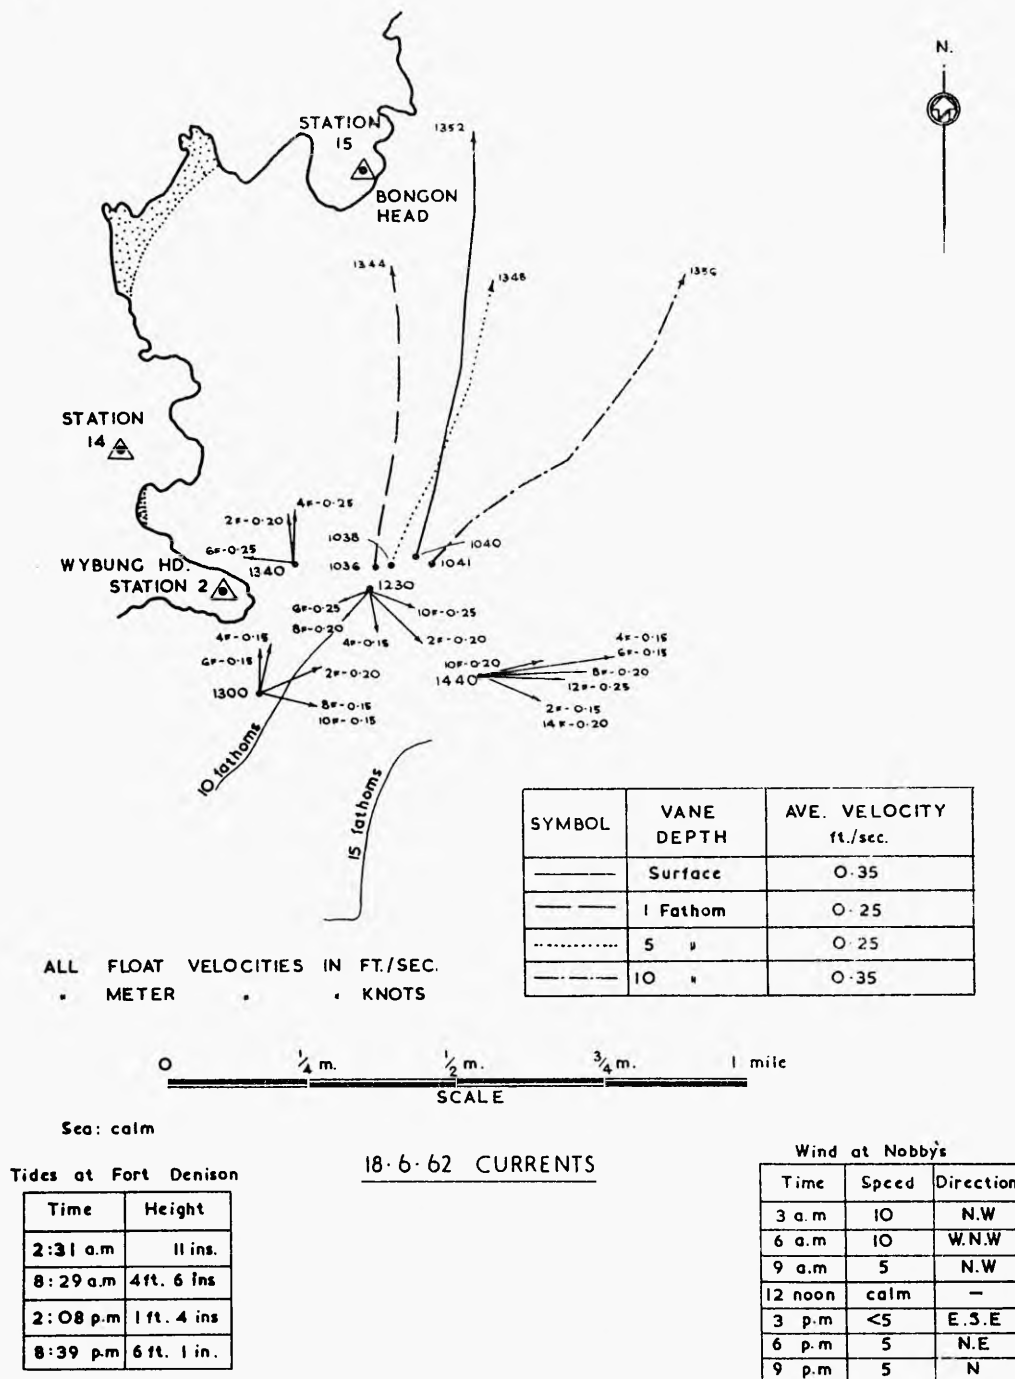 N.
STATION
15
BONGON
HEAD
1352
1344
1348
1356
STATION
14
4F-0·25
2F-0·20
6F-0·25
1340
1038
1036
1040
1041
WYBUNG HD.
STATION 2
1230
6F-0·25
8F-0·20
4F-0·15
10F-0·25
2F-0·20
4F-0·15
6F-0·15
2F-0·20
1300
8F-0·15
10F-0·15
10F-0·20
1440
4F-0·15
6F-0·15
8F-0·20
12F-0·25
2F-0·15
14F-0·20
10 fathoms
15 fathoms
SYMBOL VANE DEPTH AVE. VELOCITY ft./sec.
Surface 0·35
1 Fathom 0·25
5 " 0·25
10 " 0·35
ALL FLOAT VELOCITIES IN FT./SEC.
" METER " " KNOTS
0 1/4 m. 1/2 m. 3/4 m. 1 mile
SCALE
Sea: calm
18·6·62 CURRENTS
Tides at Fort Denison
Time Height
2:31 a.m 11 ins.
8:29 a.m 4ft. 6 ins
2:08 p.m 1 ft. 4 ins
8:39 p.m 6 ft. 1 in.
Wind at Nobby's
Time Speed Direction
3 a.m 10 N.W
6 a.m 10 W.N.W
9 a.m 5 N.W
12 noon calm –
3 p.m <5 E.S.E
6 p.m 5 N.E
9 p.m 5 N